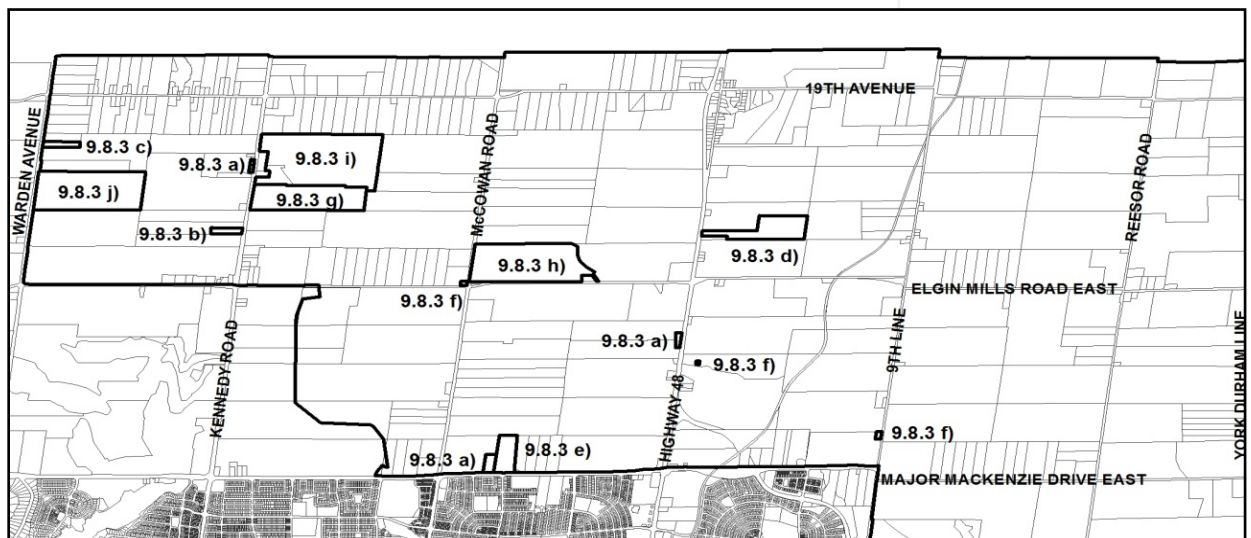 19TH AVENUE
WARDEN AVENUE
9.8.3 c)
9.8.3 a)
9.8.3 i)
McCOWAN ROAD
REESOR ROAD
9.8.3 j)
9.8.3 g)
9.8.3 b)
9.8.3 d)
9.8.3 h)
9.8.3 f)
ELGIN MILLS ROAD EAST
KENNEDY ROAD
9.8.3 a)
9.8.3 f)
HIGHWAY 48
9TH LINE
YORK DURHAM LINE
9.8.3 f)
9.8.3 a)
9.8.3 e)
MAJOR MACKENZIE DRIVE EAST